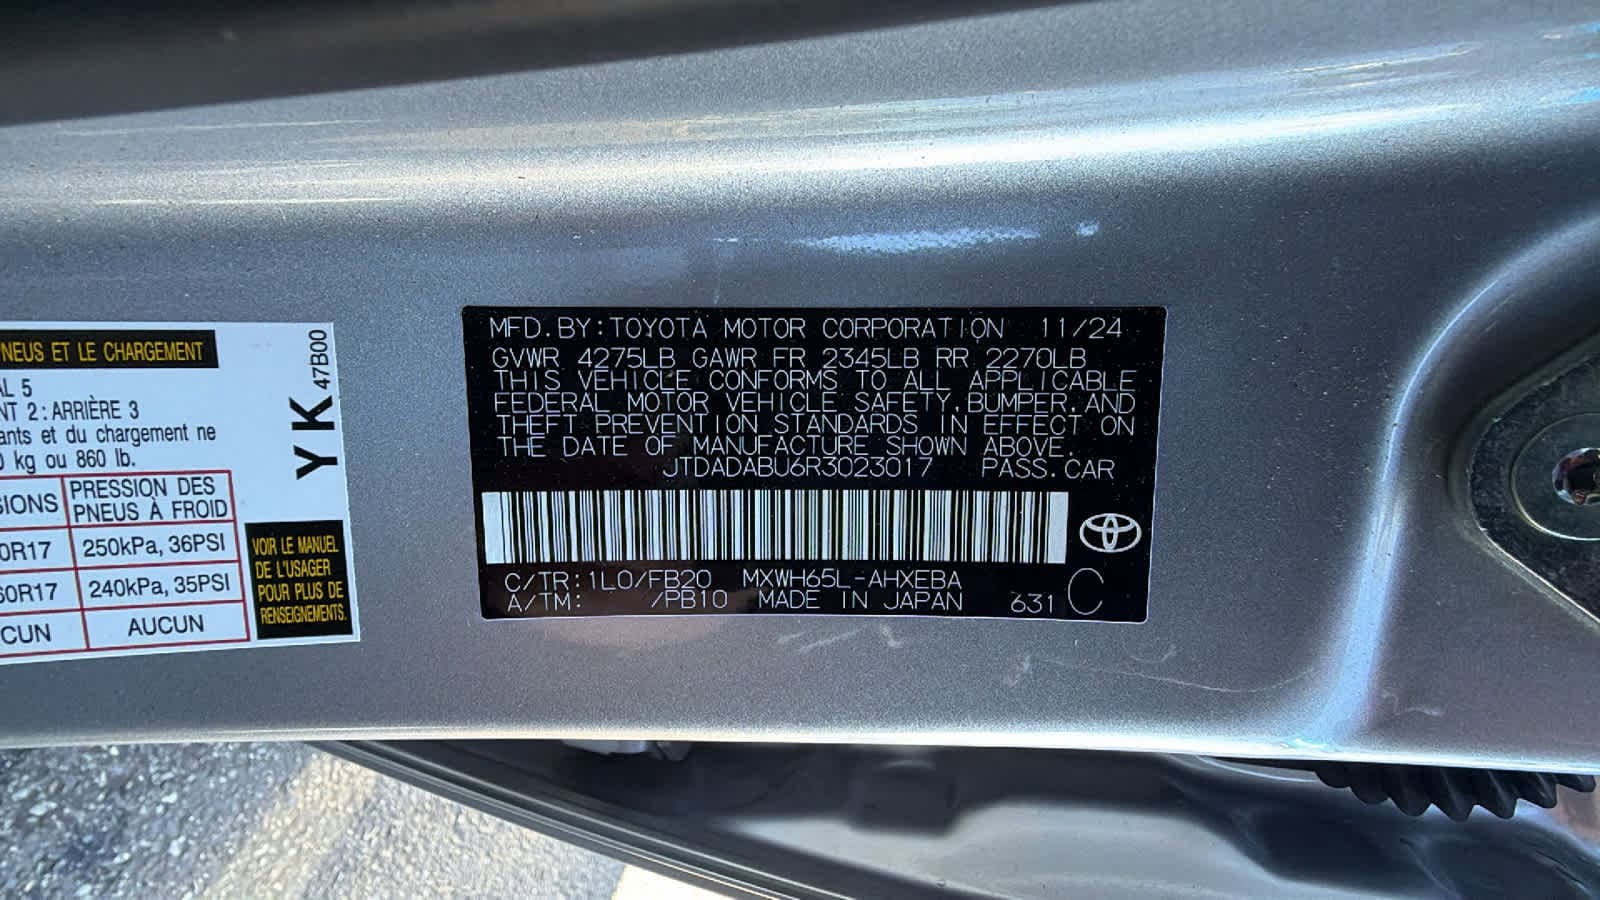 NEUS ET LE CHARGEMENT
AL 5
NT 2 : ARRIÈRE 3
ants et du chargement ne
0 kg ou 860 lb.
SIONS
PRESSION DES
PNEUS À FROID
0R17
250kPa, 36PSI
60R17
240kPa, 35PSI
CUN
AUCUN
YK 47B00
VOIR LE MANUEL
DE L'USAGER
POUR PLUS DE
RENSEIGNEMENTS.
MFD. BY: TOYOTA MOTOR CORPORATION 11/24
GVWR 4275LB GAWR FR 2345LB RR 2270LB
THIS VEHICLE CONFORMS TO ALL APPLICABLE
FEDERAL MOTOR VEHICLE SAFETY, BUMPER, AND
THEFT PREVENTION STANDARDS IN EFFECT ON
THE DATE OF MANUFACTURE SHOWN ABOVE.
JTDADABU6R3023017 PASS. CAR
C/TR: 1L0/FB20 MXWH65L-AHXEBA
A/TM: /PB10 MADE IN JAPAN 631 C